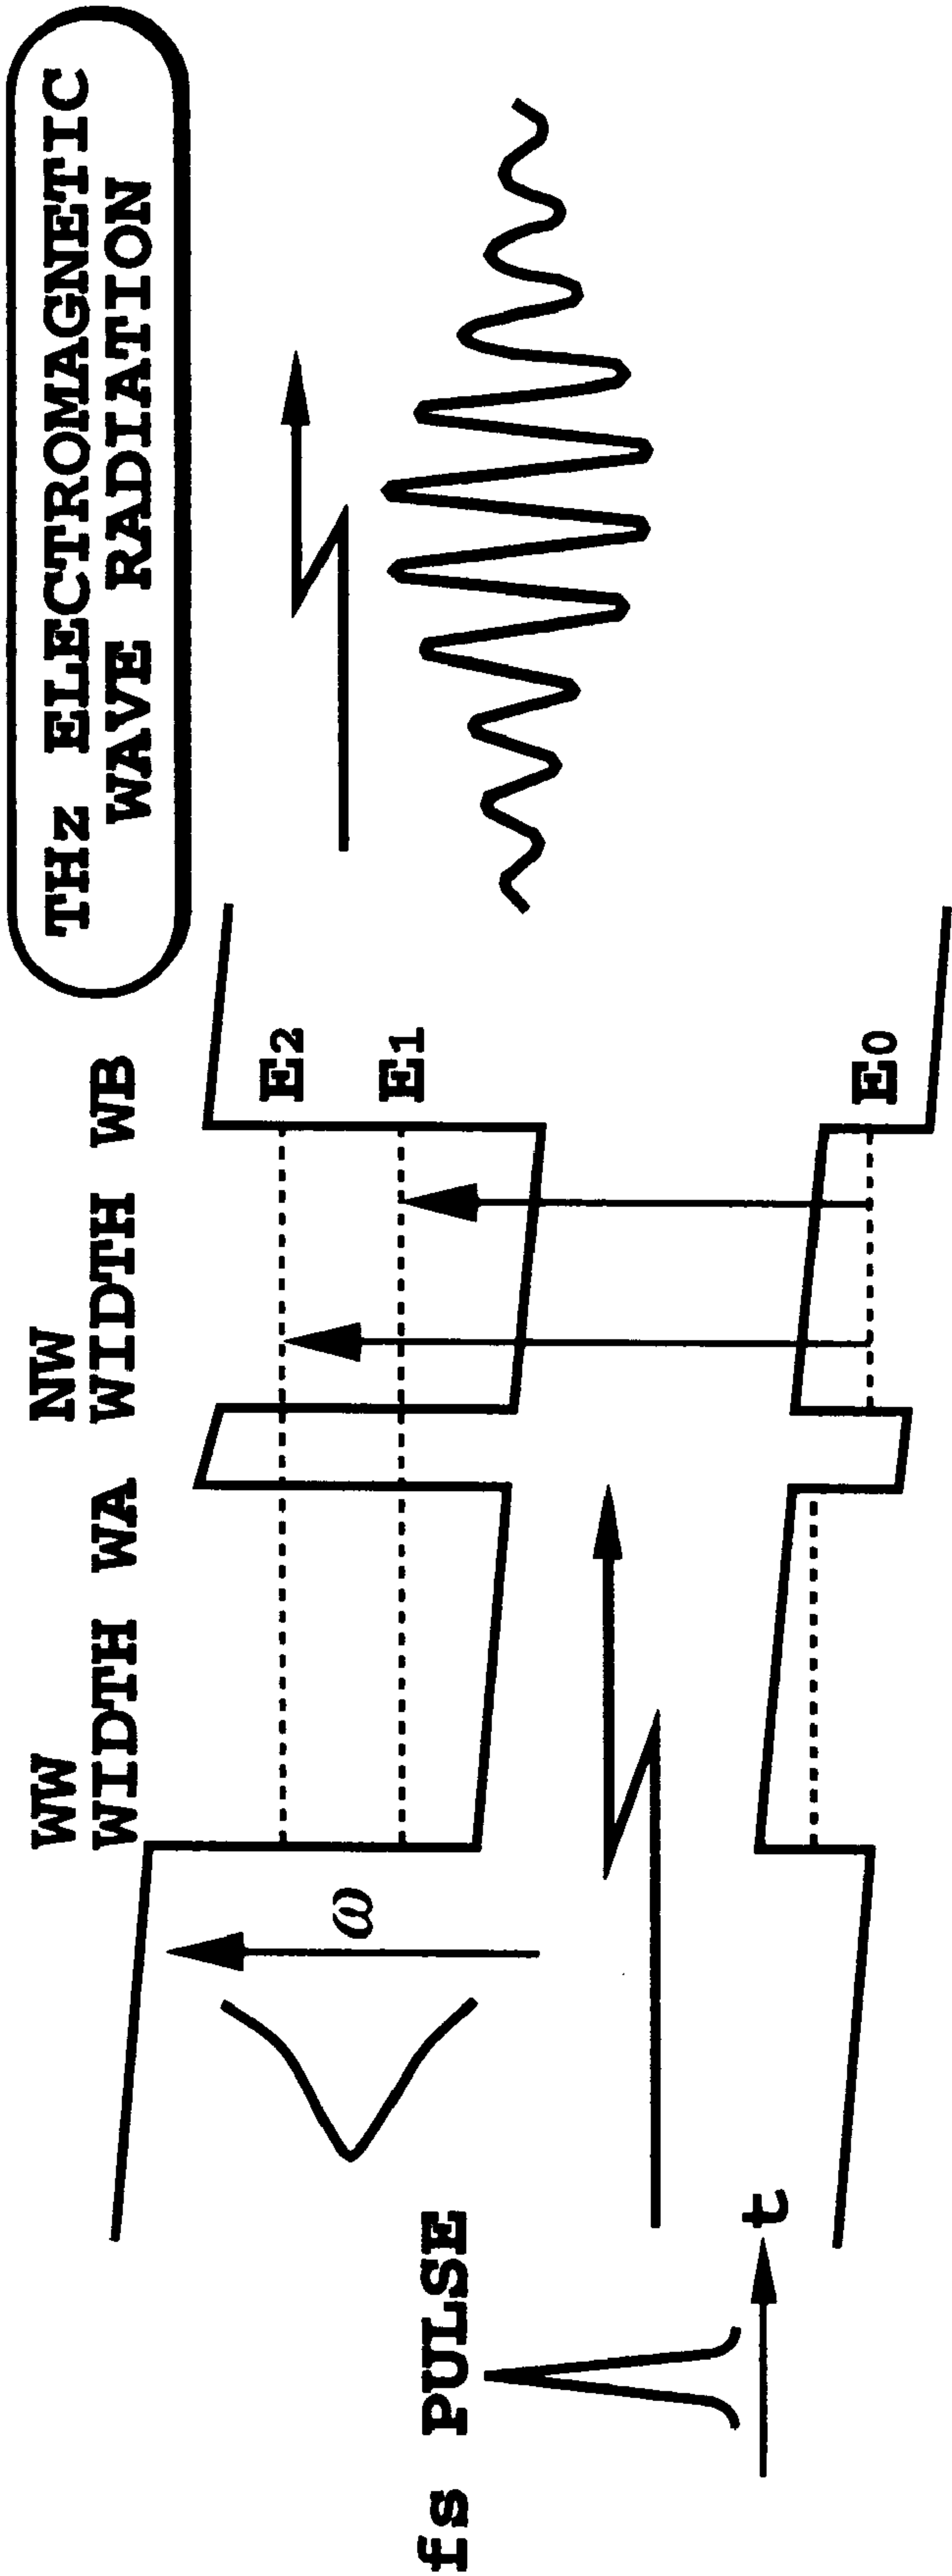 THz ELECTROMAGNETIC
WAVE RADIATION
WW
NW
WIDTH WA
WIDTH WB
ω
E2
E1
fs PULSE
t
E0